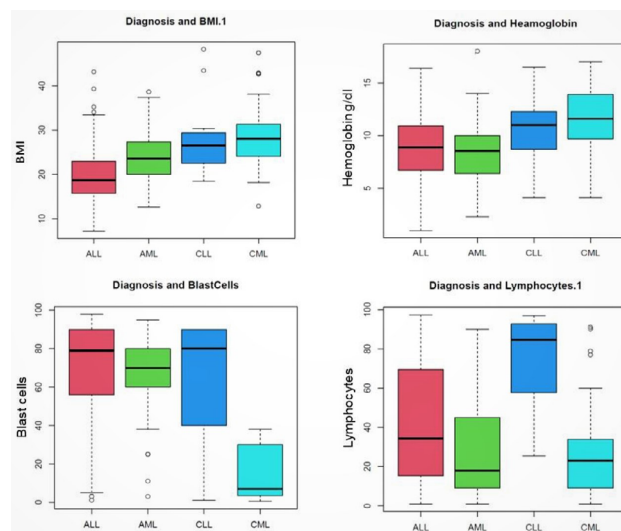 Diagnosis and BMI.1
BMI
10 20 30 40
ALL AML CLL CML
Diagnosis and Heamoglobin
Hemoglobing/dl
5 10 15
ALL AML CLL CML
Diagnosis and BlastCells
Blast cells
0 20 40 60 80 100
ALL AML CLL CML
Diagnosis and Lymphocytes.1
Lymphocytes
0 20 40 60 80 100
ALL AML CLL CML